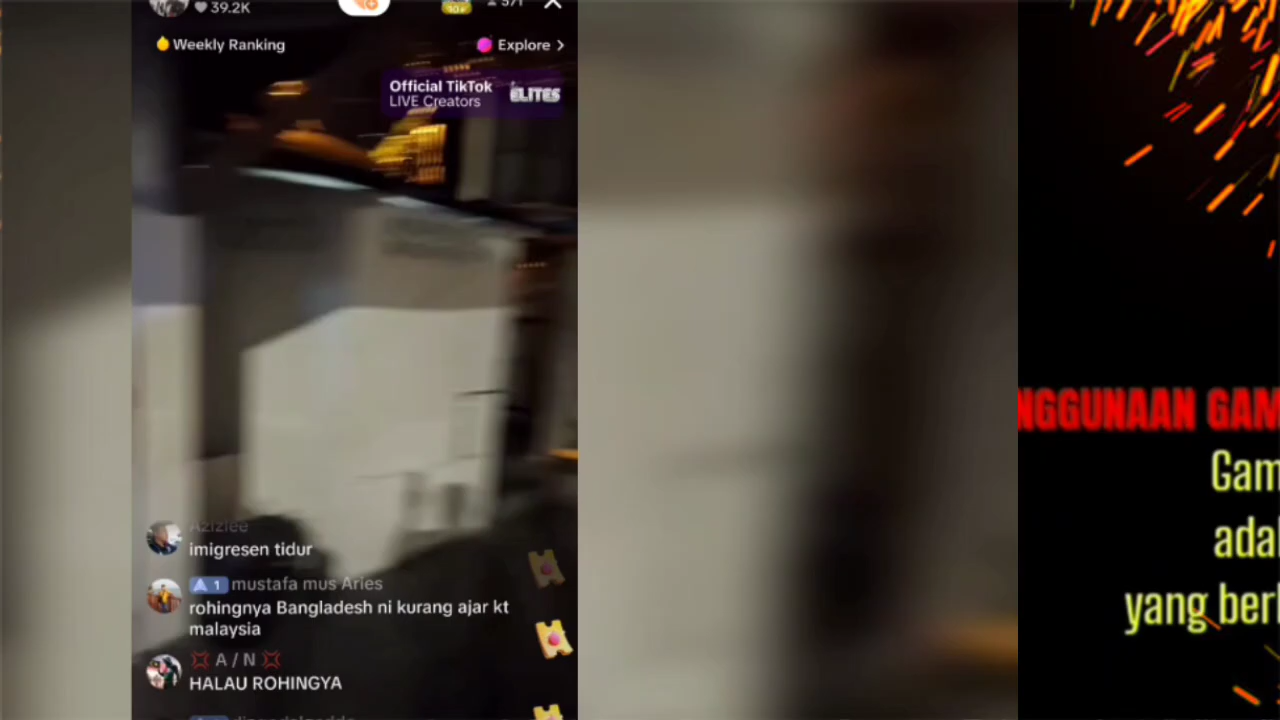 39.2K
571
Weekly Ranking
Explore >
Official TikTok
LIVE Creators
ELITES
imigresen tidur
1 mustafa mus Aries
rohingnya Bangladesh ni kurang ajar kt
malaysia
A / N
HALAU ROHINGYA
NGGUNAAN GAM
Gam
adal
yang berl